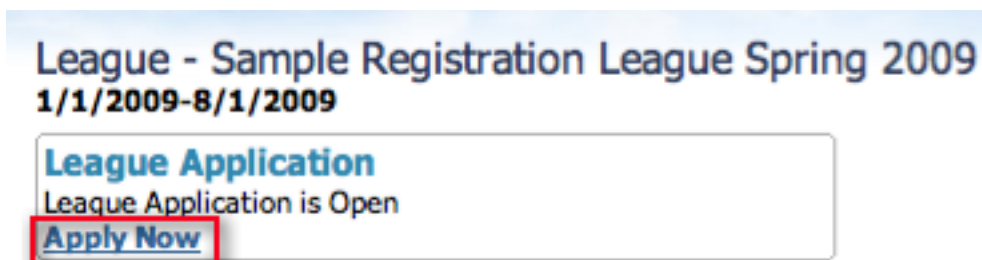 League - Sample Registration League Spring 2009
1/1/2009-8/1/2009
League Application
League Application is Open
Apply Now